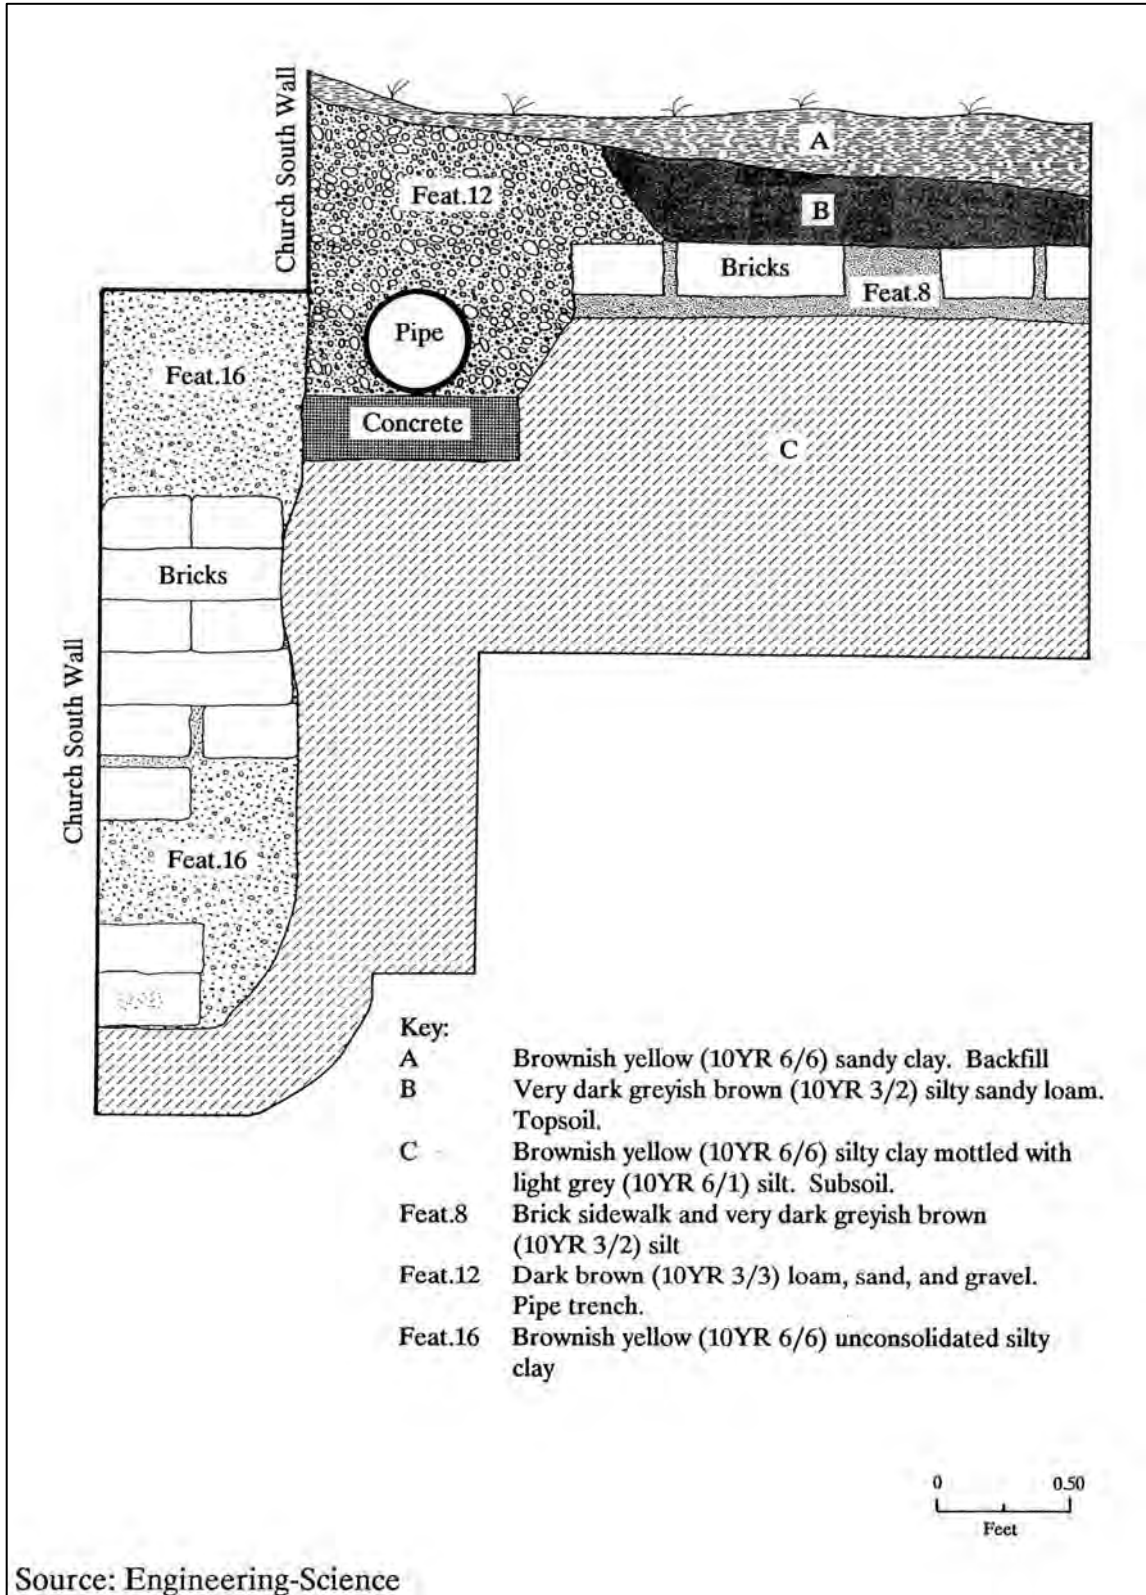 Church South Wall
A
Feat.12
B
Bricks
Feat.8
Pipe
Feat.16
Concrete
C
Bricks
Church South Wall
Feat.16
Key:
A Brownish yellow (10YR 6/6) sandy clay. Backfill
B Very dark greyish brown (10YR 3/2) silty sandy loam.
Topsoil.
C Brownish yellow (10YR 6/6) silty clay mottled with
light grey (10YR 6/1) silt. Subsoil.
Feat.8 Brick sidewalk and very dark greyish brown
(10YR 3/2) silt
Feat.12 Dark brown (10YR 3/3) loam, sand, and gravel.
Pipe trench.
Feat.16 Brownish yellow (10YR 6/6) unconsolidated silty
clay
0 0.50
Feet
Source: Engineering-Science